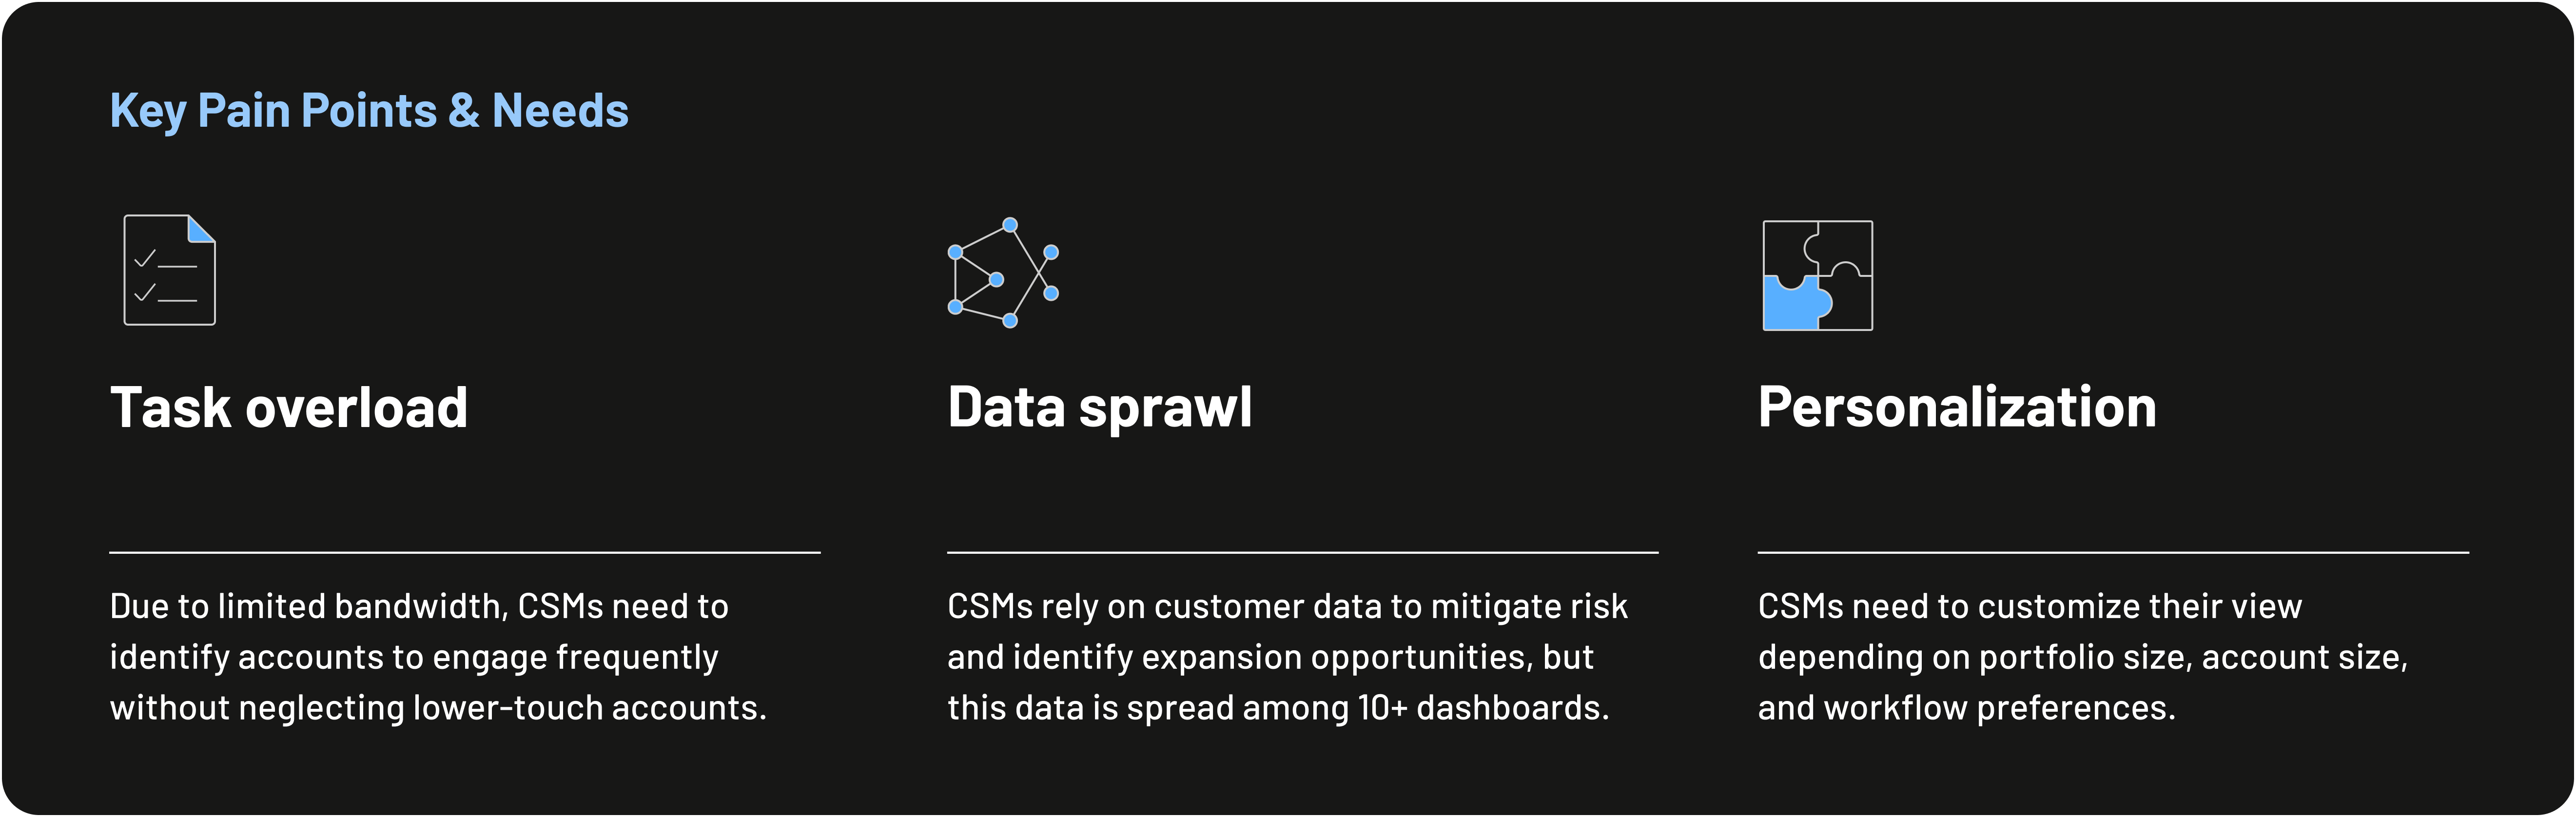 Key Pain Points & Needs
Task overload
Due to limited bandwidth, CSMs need to
identify accounts to engage frequently
without neglecting lower-touch accounts.
Data sprawl
CSMs rely on customer data to mitigate risk
and identify expansion opportunities, but
this data is spread among 10+ dashboards.
Personalization
CSMs need to customize their view
depending on portfolio size, account size,
and workflow preferences.